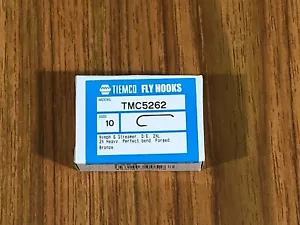 TIEMCO FLY HOOKS
MODEL TMC5262
SIZE 10
Nymph & Streamer D.E. 2XL
2X Heavy Perfect bend Forged
Bronze